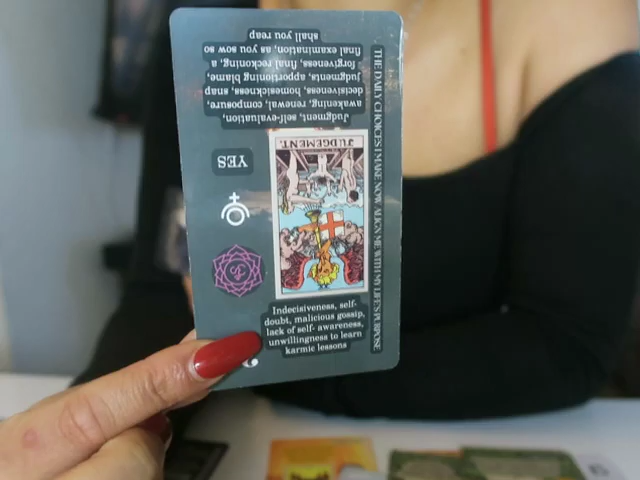 Judgment, self-evaluation,
awakening, renewal, composure,
decisiveness, homesickness, snap
judgments, apportioning blame,
forgiveness, final reckoning, a
final examination, as you sow so
shall you reap
YES
JUDGEMENT.
THE DAILY CHOICES I MAKE NOW, ALIGN ME WITH MY LIFE'S PURPOSE
Indecisiveness, self-
doubt, malicious gossip,
lack of self- awareness,
unwillingness to learn
karmic lessons